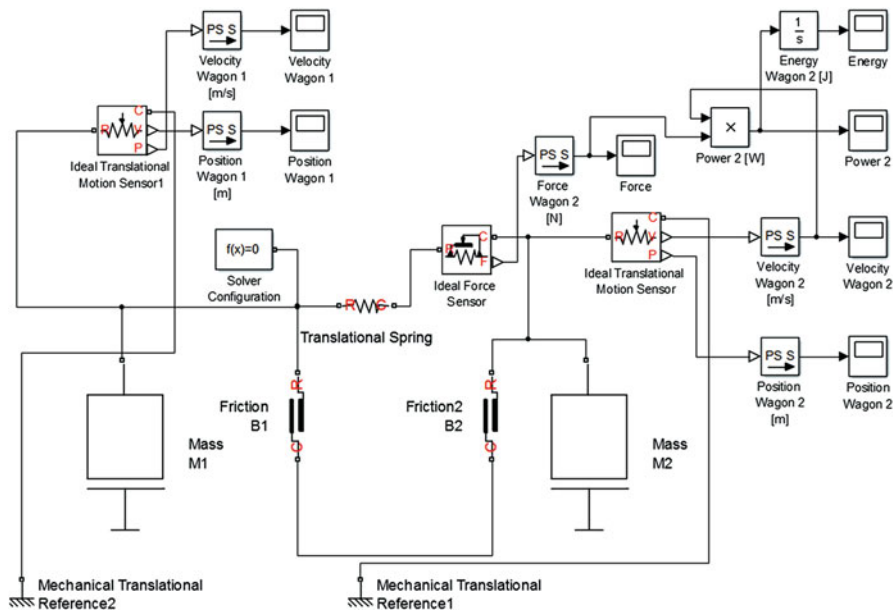 PS S
Velocity
Wagon 1
[m/s]
Velocity
Wagon 1
R
C
V
P
Ideal Translational
Motion Sensor1
PS S
Position
Wagon 1
[m]
Position
Wagon 1
f(x)=0
Solver
Configuration
R
C
Translational Spring
R
C
F
Ideal Force
Sensor
PS S
Force
Wagon 2
[N]
Force
×
Power 2 [W]
1
s
Energy
Wagon 2 [J]
Energy
Power 2
R
C
V
P
Ideal Translational
Motion Sensor
PS S
Velocity
Wagon 2
[m/s]
Velocity
Wagon 2
PS S
Position
Wagon 2
[m]
Position
Wagon 2
Mass
M1
R
Friction
B1
C
R
Friction2
B2
C
Mass
M2
Mechanical Translational
Reference2
Mechanical Translational
Reference1